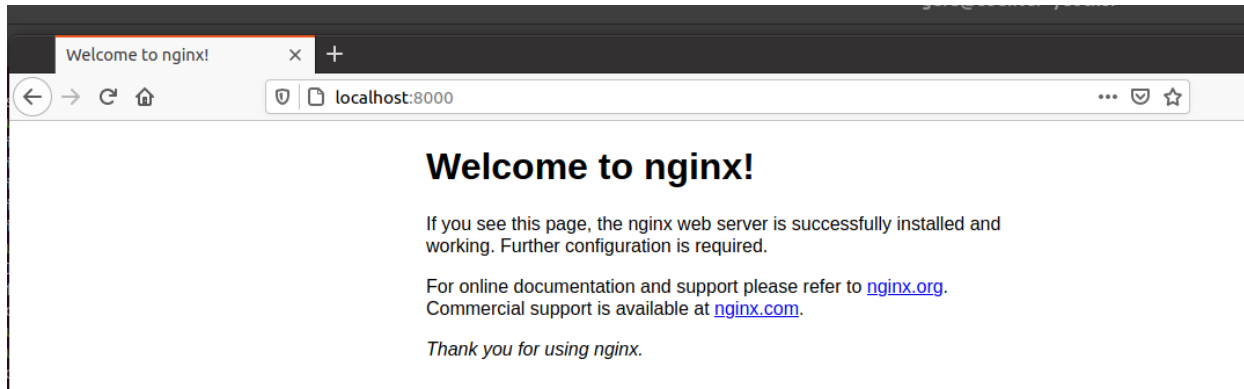 Welcome to nginx!
localhost:8000
Welcome to nginx!
If you see this page, the nginx web server is successfully installed and
working. Further configuration is required.
For online documentation and support please refer to nginx.org.
Commercial support is available at nginx.com.
Thank you for using nginx.